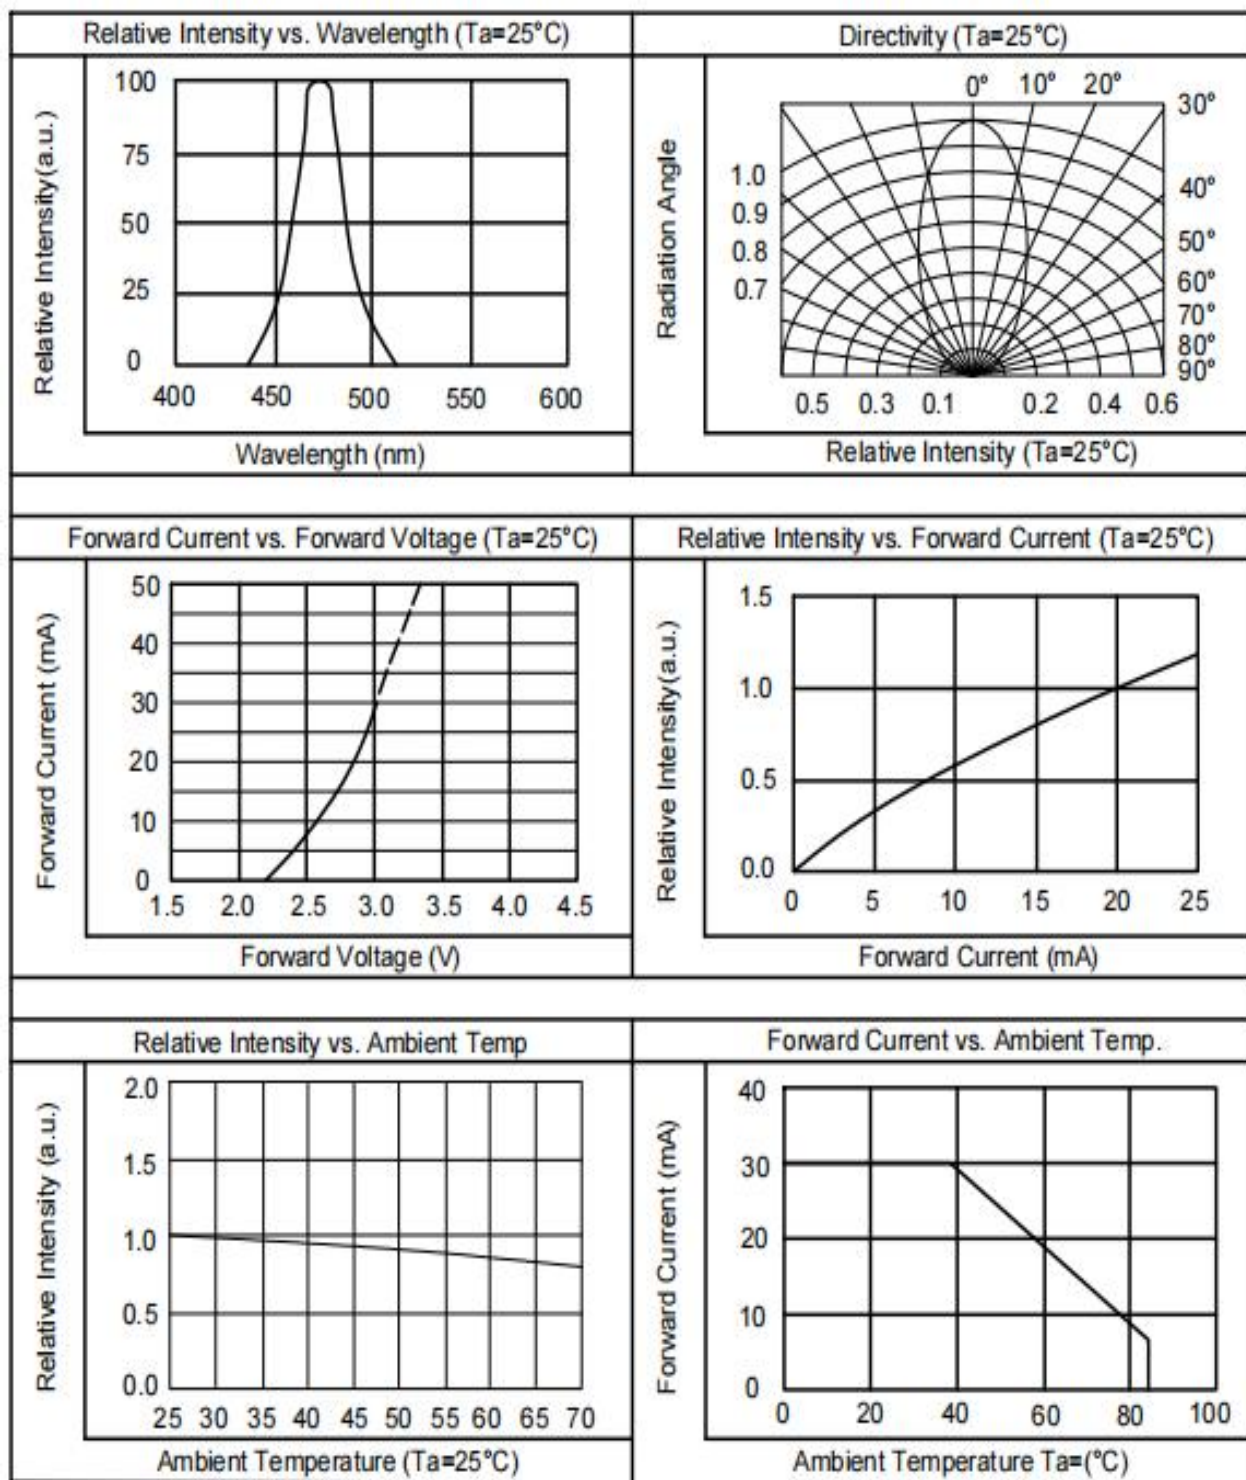 Relative Intensity vs. Wavelength (Ta=25°C)
Relative Intensity(a.u.)
100
75
50
25
0
400 450 500 550 600
Wavelength (nm)
Directivity (Ta=25°C)
Radiation Angle
0° 10° 20°
30°
40°
50°
60°
70°
80°
90°
1.0
0.9
0.8
0.7
0.5 0.3 0.1 0.2 0.4 0.6
Relative Intensity (Ta=25°C)
Forward Current vs. Forward Voltage (Ta=25°C)
Forward Current (mA)
50
40
30
20
10
0
1.5 2.0 2.5 3.0 3.5 4.0 4.5
Forward Voltage (V)
Relative Intensity vs. Forward Current (Ta=25°C)
Relative Intensity(a.u.)
1.5
1.0
0.5
0.0
0 5 10 15 20 25
Forward Current (mA)
Relative Intensity vs. Ambient Temp
Relative Intensity (a.u.)
2.0
1.5
1.0
0.5
0.0
25 30 35 40 45 50 55 60 65 70
Ambient Temperature (Ta=25°C)
Forward Current vs. Ambient Temp.
Forward Current (mA)
40
30
20
10
0
0 20 40 60 80 100
Ambient Temperature Ta=(°C)